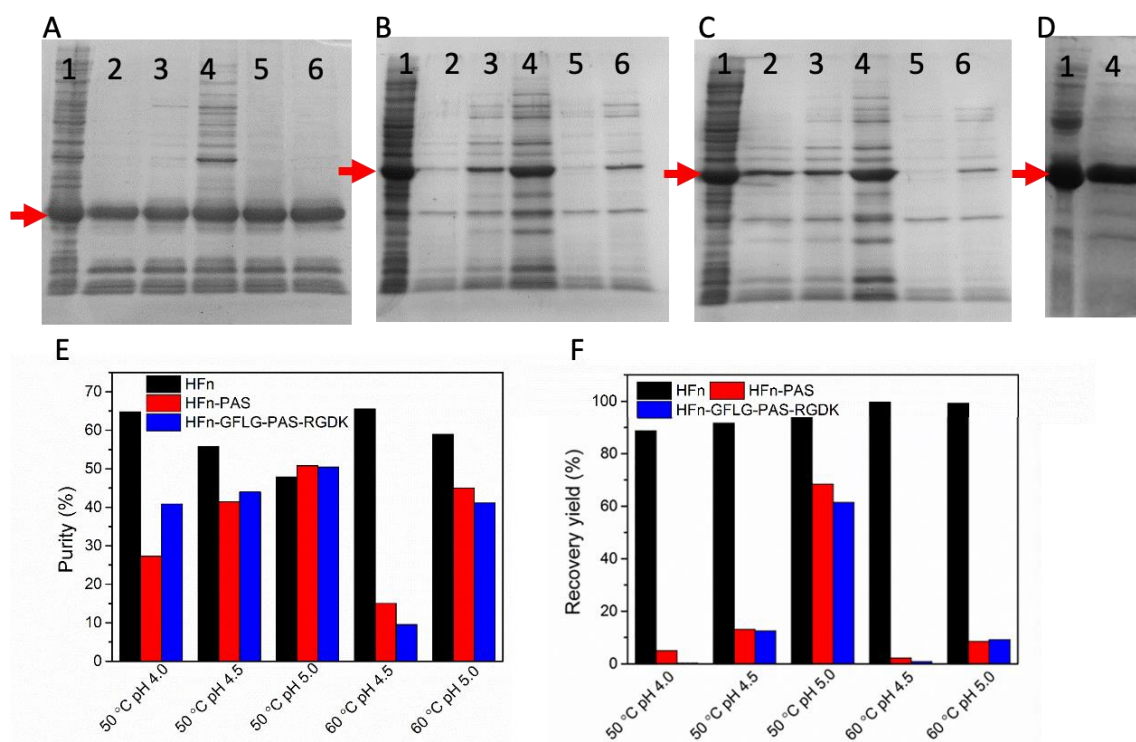 A
B
C
D
1 2 3 4 5 6
1 2 3 4 5 6
1 2 3 4 5 6
1 4
E
HFn
HFn-PAS
HFn-GFLG-PAS-RGDK
Purity (%)
70
60
50
40
30
20
10
0
50 °C pH 4.0
50 °C pH 4.5
50 °C pH 5.0
60 °C pH 4.5
60 °C pH 5.0
F
HFn HFn-PAS
HFn-GFLG-PAS-RGDK
Recovery yield (%)
100
80
60
40
20
0
50 °C pH 4.0
50 °C pH 4.5
50 °C pH 5.0
60 °C pH 4.5
60 °C pH 5.0